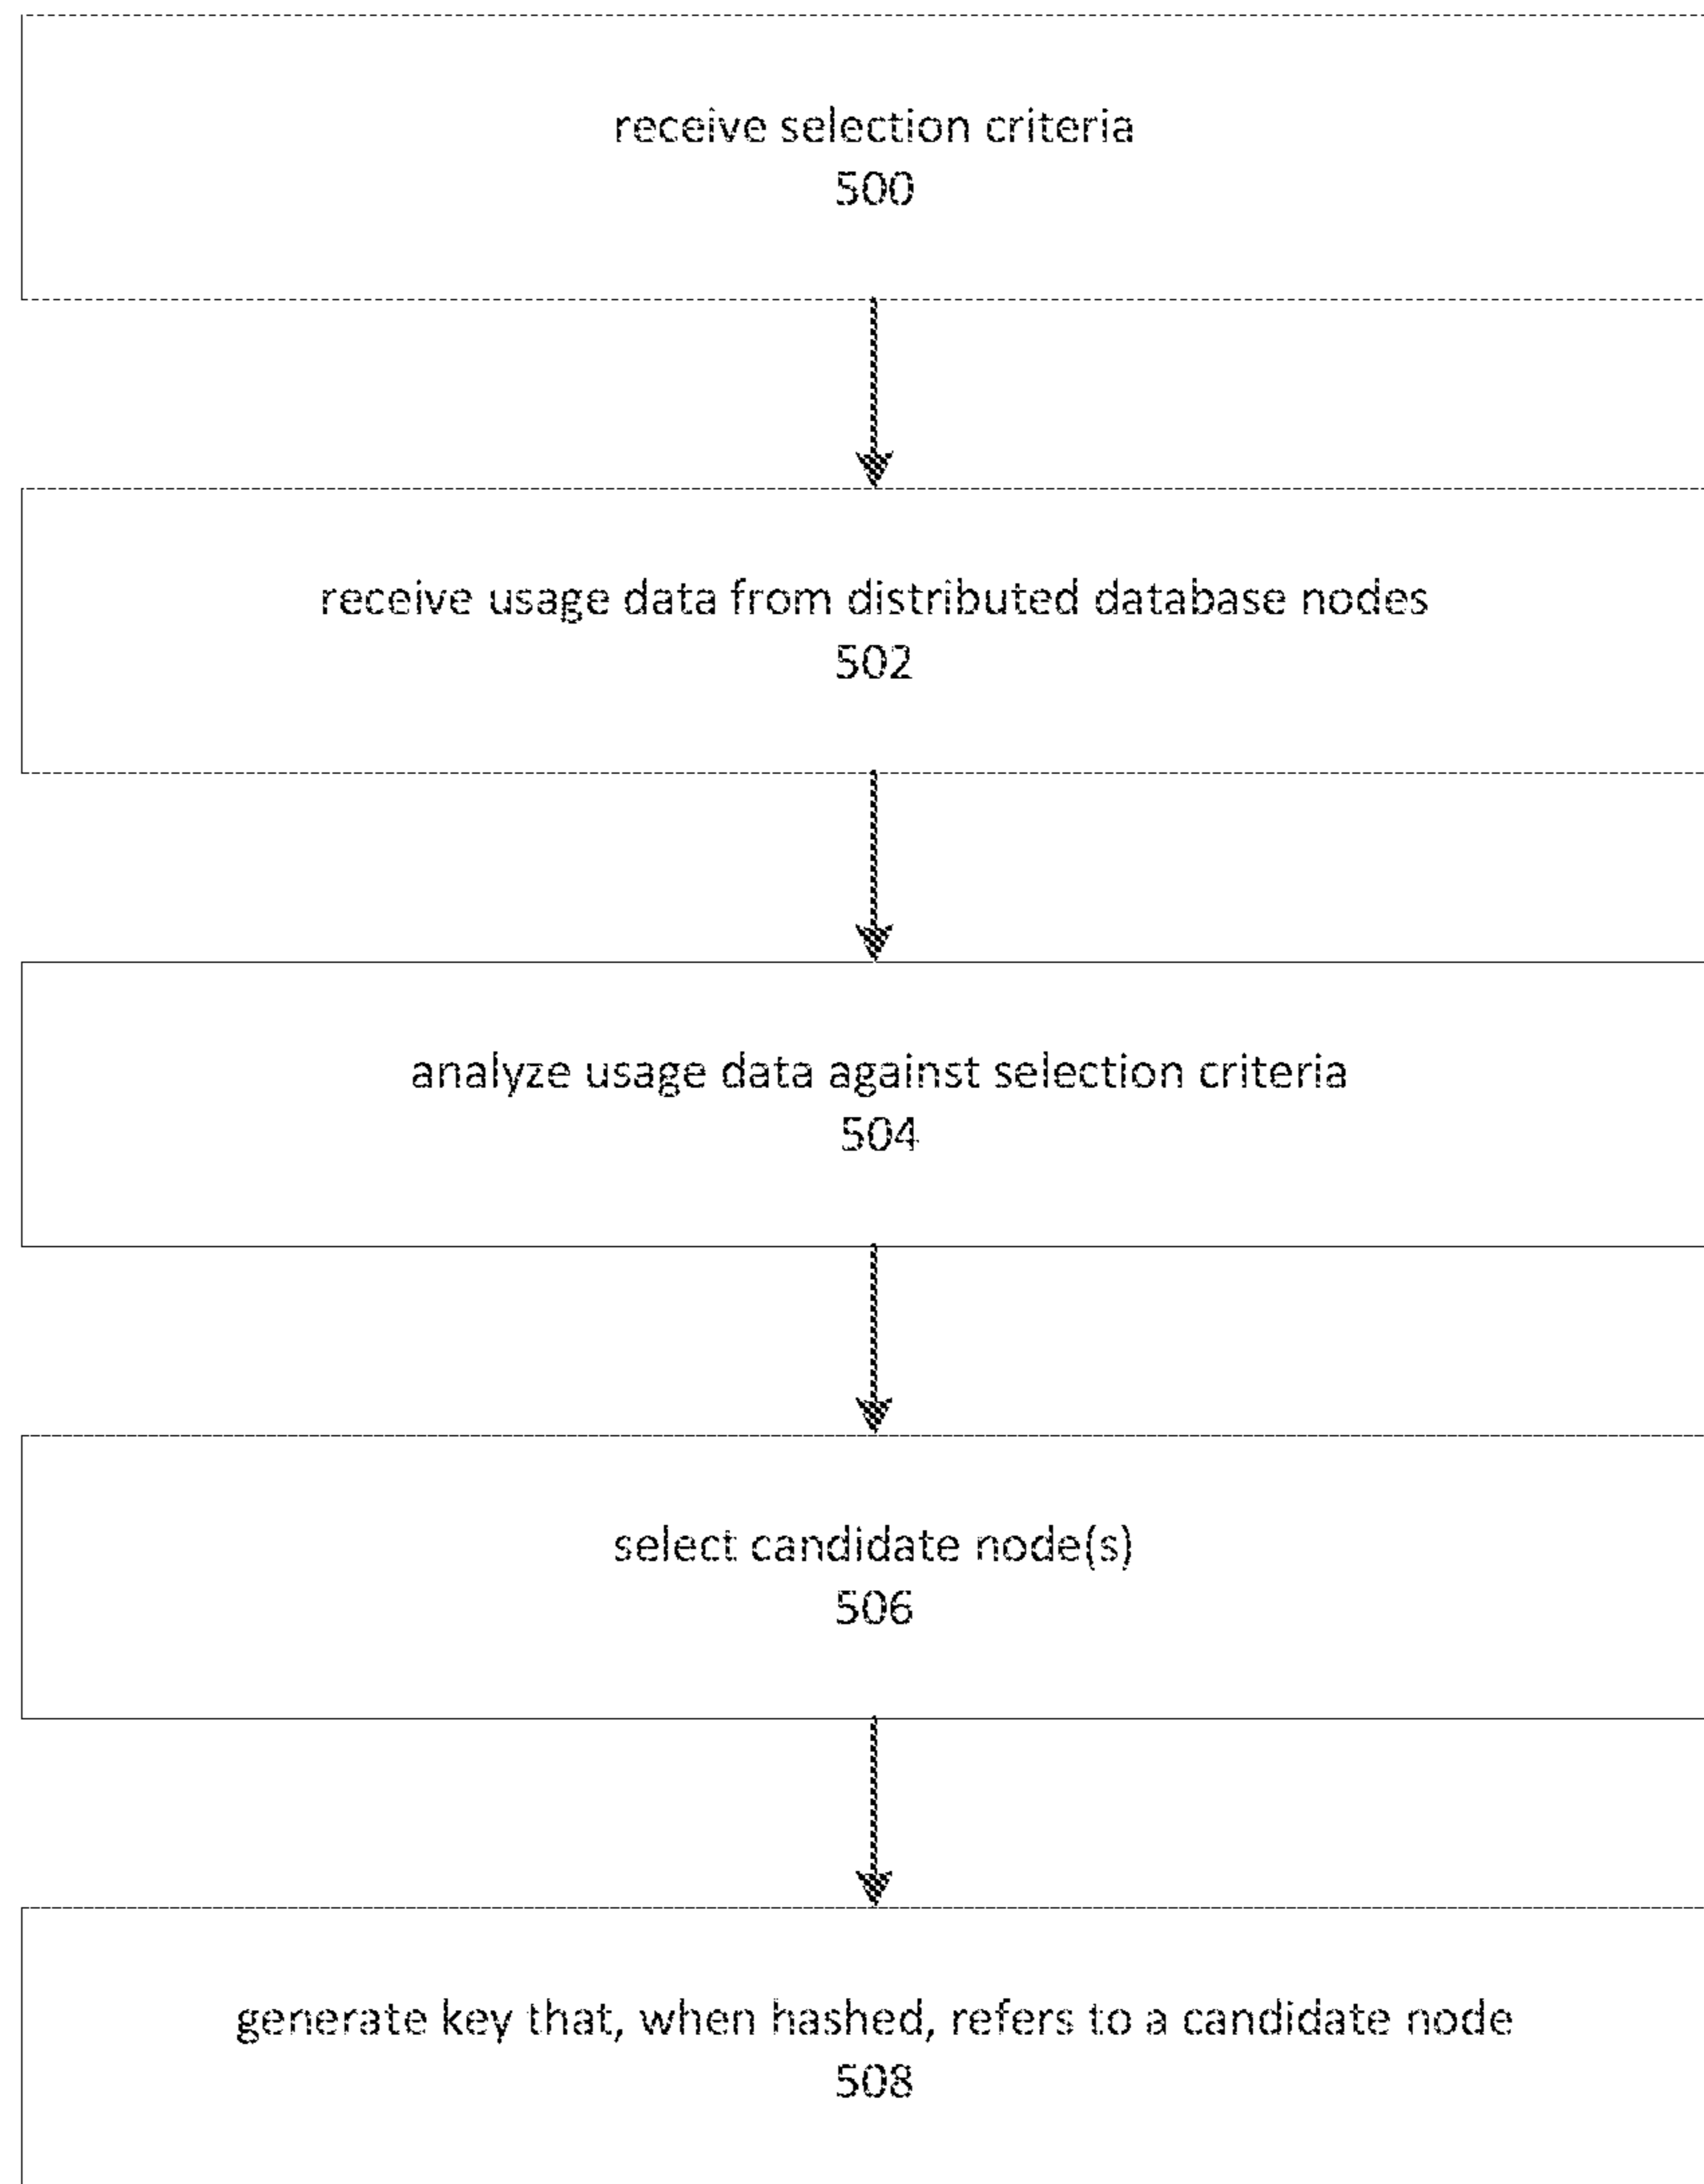 receive selection criteria
500
receive usage data from distributed database nodes
502
analyze usage data against selection criteria
504
select candidate node(s)
506
generate key that, when hashed, refers to a candidate node
508